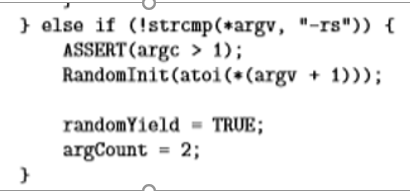 } else if (!strcmp(*argv, "-rs")) {
ASSERT(argc > 1);
RandomInit(atoi(*(argv + 1)));
randomYield = TRUE;
argCount = 2;
}